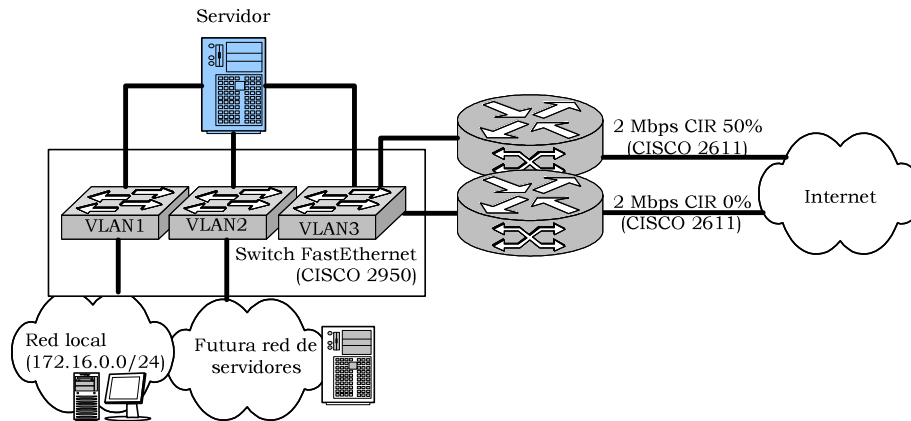 Servidor
2 Mbps CIR 50%
(CISCO 2611)
Internet
2 Mbps CIR 0%
(CISCO 2611)
VLAN1
VLAN2
VLAN3
Switch FastEthernet
(CISCO 2950)
Red local
(172.16.0.0/24)
Futura red de
servidores